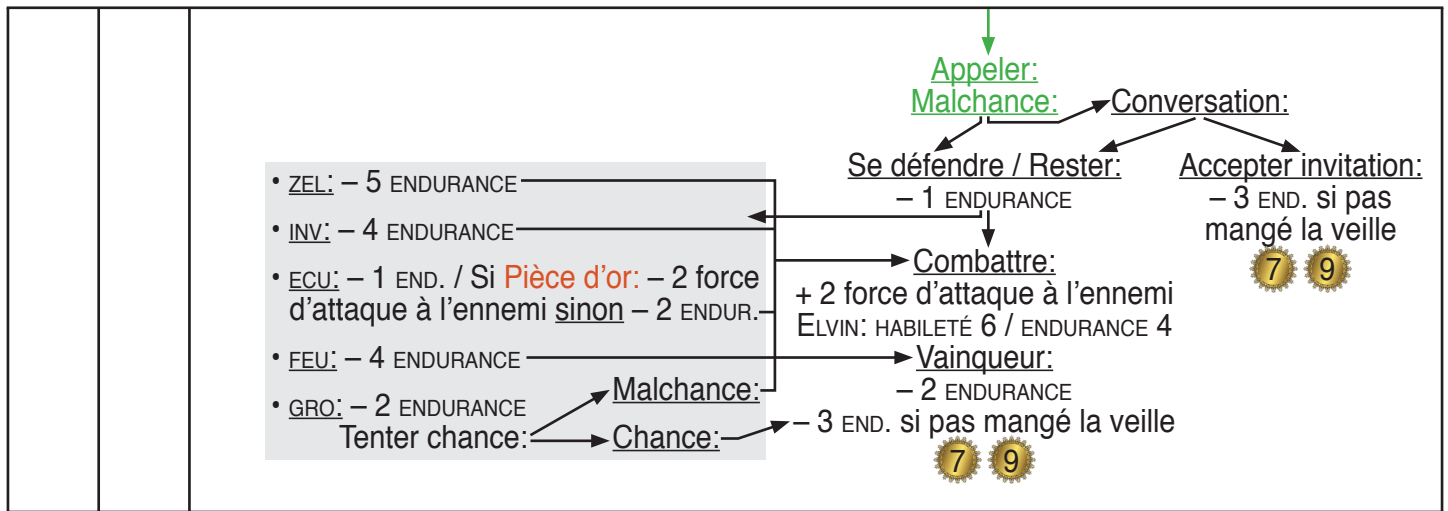 Appeler:
Malchance:
Conversation:
Se défendre / Rester:
– 1 ENDURANCE
Accepter invitation:
– 3 END. si pas
mangé la veille
7 9
• ZEL: – 5 ENDURANCE
• INV: – 4 ENDURANCE
• ECU: – 1 END. / Si Pièce d’or: – 2 force
d’attaque à l’ennemi sinon – 2 ENDUR.
• FEU: – 4 ENDURANCE
• GRO: – 2 ENDURANCE
Tenter chance:
Malchance:
Chance:
Combattre:
+ 2 force d’attaque à l’ennemi
ELVIN: HABILETÉ 6 / ENDURANCE 4
Vainqueur:
– 2 ENDURANCE
– 3 END. si pas mangé la veille
7 9